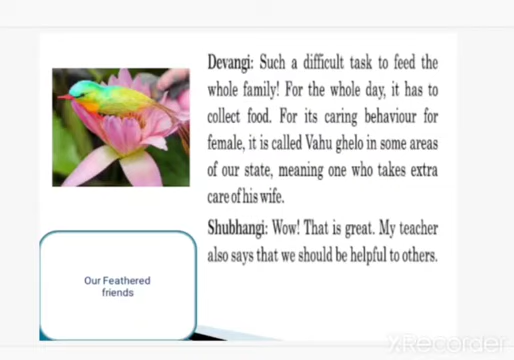 Devangi: Such a difficult task to feed the
whole family! For the whole day, it has to
collect food. For its caring behaviour for
female, it is called Vahu ghelo in some areas
of our state, meaning one who takes extra
care of his wife.
Shubhangi: Wow! That is great. My teacher
also says that we should be helpful to others.
Our Feathered
friends
XRecorder